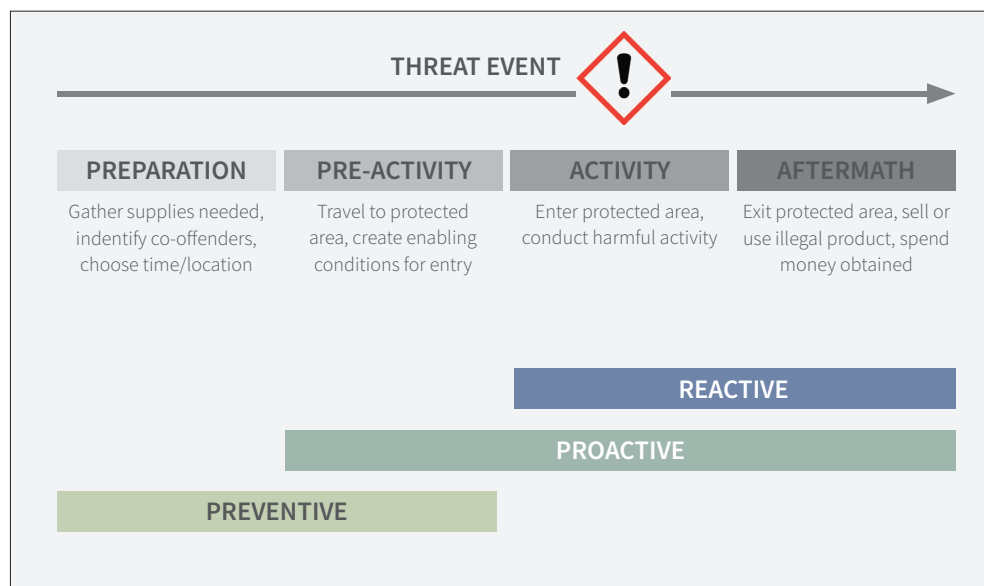 THREAT EVENT
!
PREPARATION
Gather supplies needed,
indentify co-offenders,
choose time/location
PRE-ACTIVITY
Travel to protected
area, create enabling
conditions for entry
ACTIVITY
Enter protected area,
conduct harmful activity
AFTERMATH
Exit protected area, sell or
use illegal product, spend
money obtained
REACTIVE
PROACTIVE
PREVENTIVE